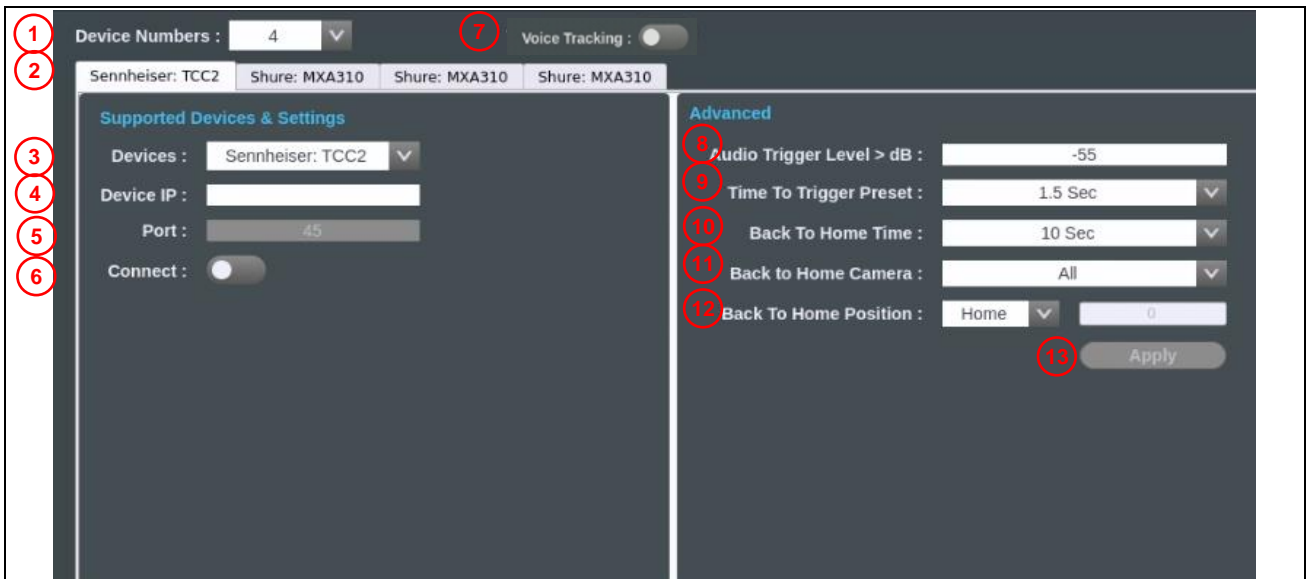 1 Device Numbers : 4 7 Voice Tracking :
2 Sennheiser: TCC2 Shure: MXA310 Shure: MXA310 Shure: MXA310
Supported Devices & Settings
3 Devices : Sennheiser: TCC2
4 Device IP :
5 Port : 45
6 Connect :
Advanced
8 Audio Trigger Level > dB : -55
9 Time To Trigger Preset : 1.5 Sec
10 Back To Home Time : 10 Sec
11 Back to Home Camera : All
12 Back To Home Position : Home 0
13 Apply